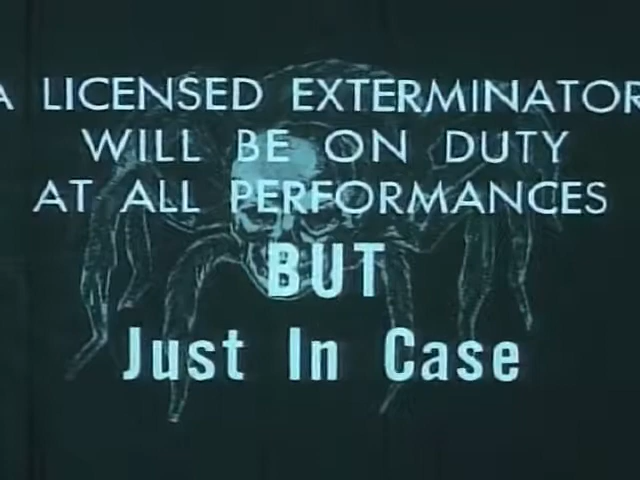 A LICENSED EXTERMINATOR
WILL BE ON DUTY
AT ALL PERFORMANCES
BUT
Just In Case